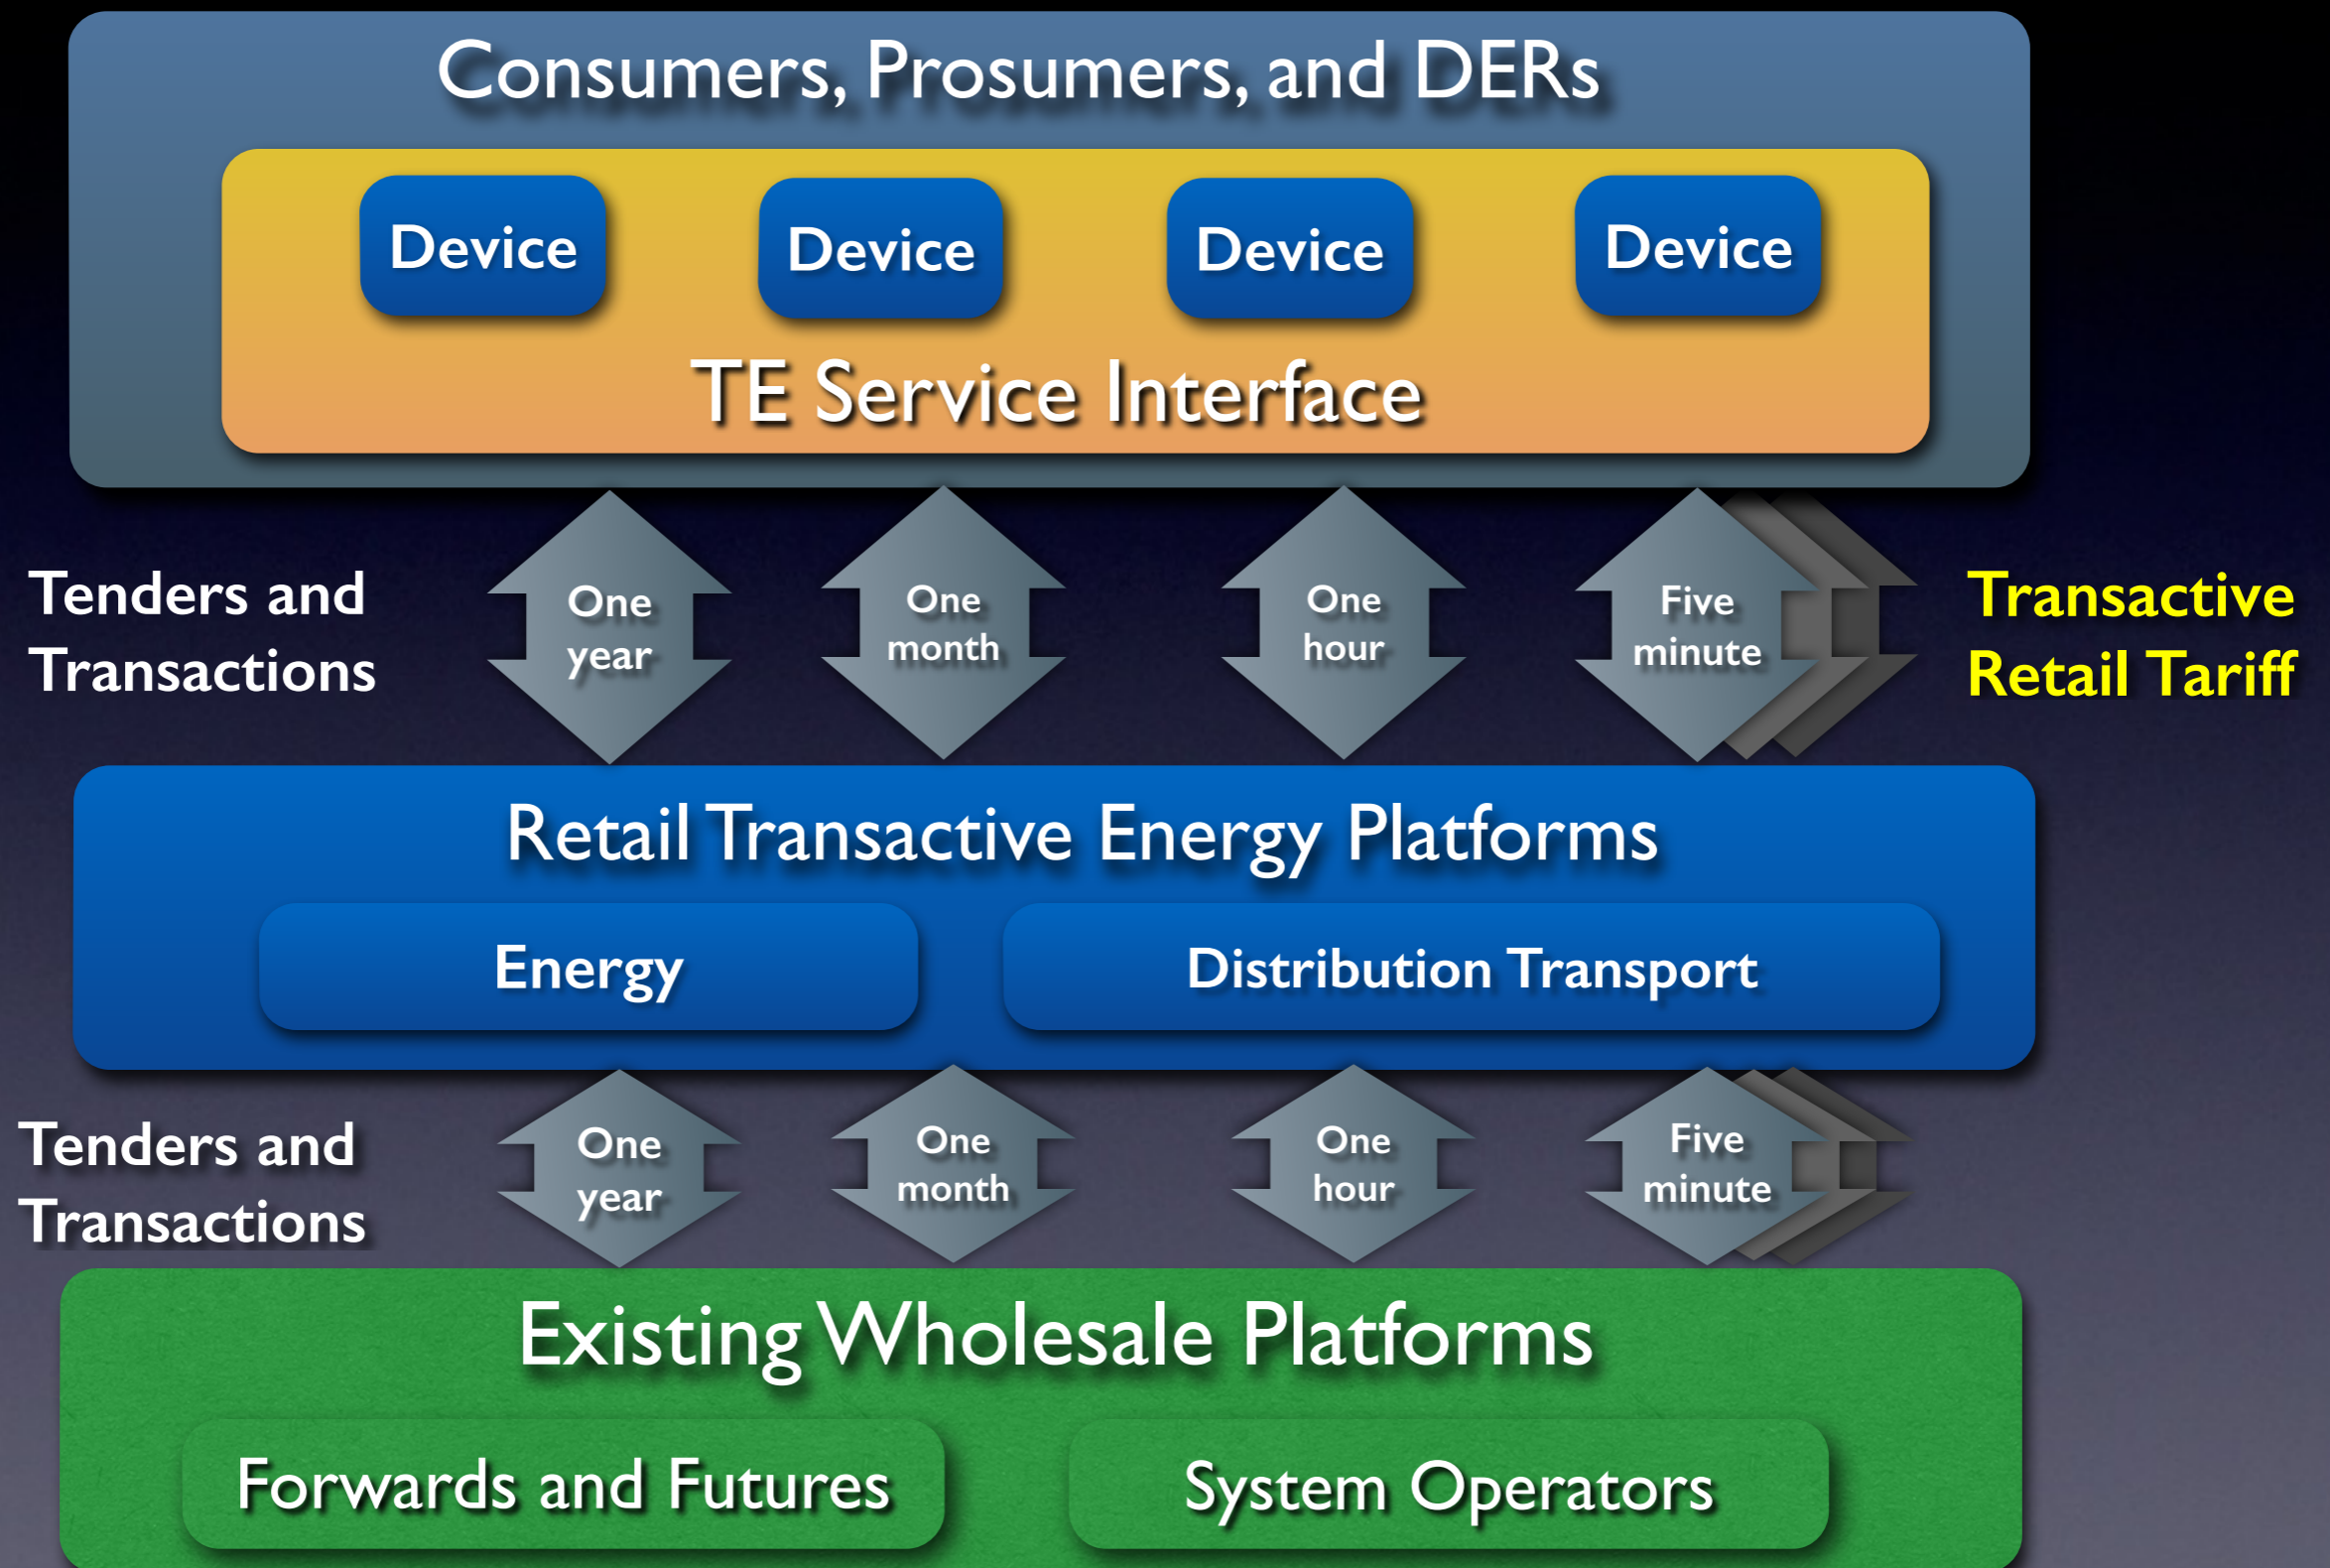 Consumers, Prosumers, and DERs
Device
Device
Device
Device
TE Service Interface
Tenders and
Transactions
One
year
One
month
One
hour
Five
minute
Transactive
Retail Tariff
Retail Transactive Energy Platforms
Energy
Distribution Transport
Tenders and
Transactions
One
year
One
month
One
hour
Five
minute
Existing Wholesale Platforms
Forwards and Futures
System Operators